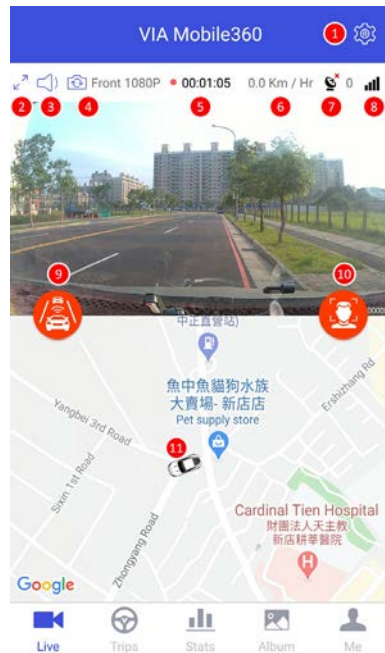 VIA Mobile360
1
2
3
4
5
6
7
8
Front 1080P
00:01:05
0.0 Km / Hr
0
9
10
中正直營站)
魚中魚貓狗水族
大賣場- 新店店
Pet supply store
Ershizhang Rd
Yangbei 3rd Road
11
Sixin 1st Road
Zhongyang Road
Cardinal Tien Hospital
財團法人天主教
新店耕莘醫院
H
Google
Live
Trips
Stats
Album
Me